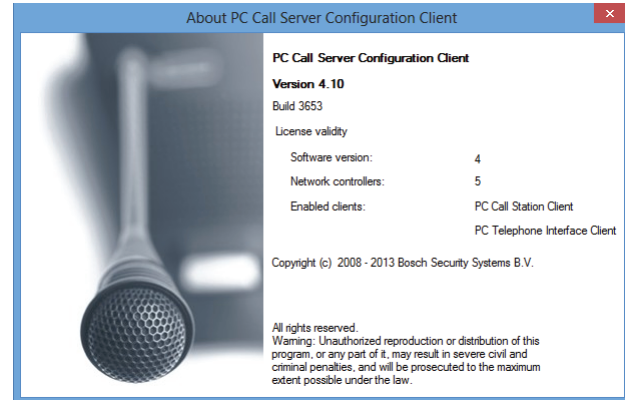 About PC Call Server Configuration Client
PC Call Server Configuration Client
Version 4.10
Build 3653
License validity
Software version: 4
Network controllers: 5
Enabled clients: PC Call Station Client
PC Telephone Interface Client
Copyright (c) 2008 - 2013 Bosch Security Systems B.V.
All rights reserved.
Warning: Unauthorized reproduction or distribution of this
program, or any part of it, may result in severe civil and
criminal penalties, and will be prosecuted to the maximum
extent possible under the law.